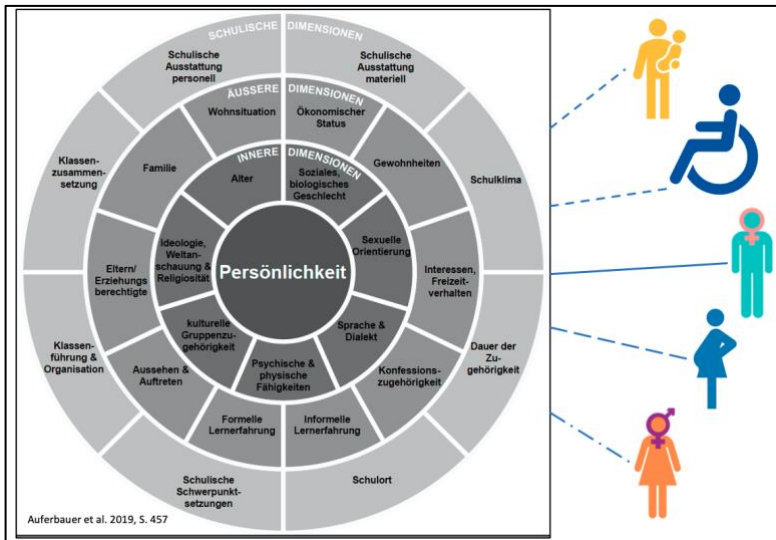 SCHULISCHE DIMENSIONEN
Schulische
Ausstattung
personell
Schulische
Ausstattung
materiell
ÄUSSERE DIMENSIONEN
Wohnsituation
Ökonomischer
Status
Klassen-
zusammen-
setzung
Familie
INNERE DIMENSIONEN
Alter
Soziales,
biologisches
Geschlecht
Gewohnheiten
Schulklima
Eltern/
Erziehungs
berechtigte
Ideologie,
Weltan-
schauung &
Religiosität
Persönlichkeit
Sexuelle
Orientierung
Interessen,
Freizeit-
verhalten
Klassen-
führung &
Organisation
Aussehen &
Auftreten
kulturelle
Gruppenzu-
gehörigkeit
Psychische &
physische
Fähigkeiten
Sprache &
Dialekt
Konfessions-
zugehörigkeit
Dauer der
Zu-
gehörigkeit
Formelle
Lernerfahrung
Informelle
Lernerfahrung
Schulische
Schwerpunkt-
setzungen
Schulort
Auferbauer et al. 2019, S. 457